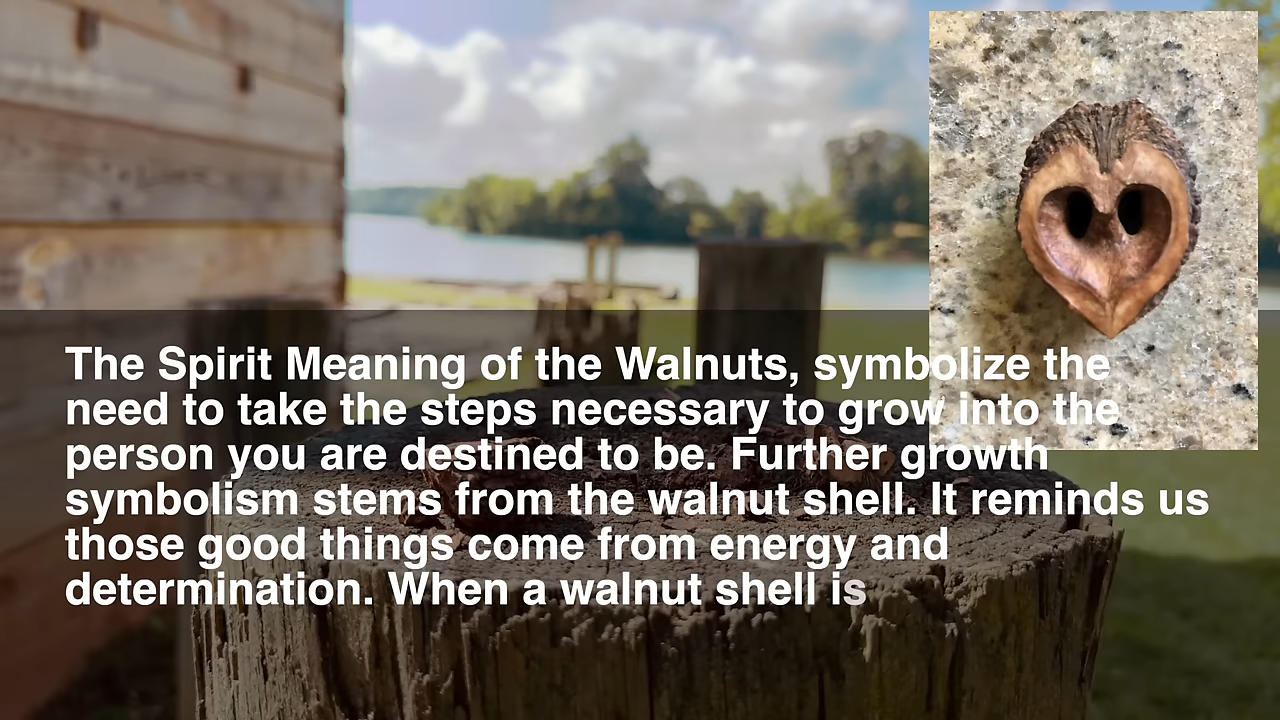 The Spirit Meaning of the Walnuts, symbolize the
need to take the steps necessary to grow into the
person you are destined to be. Further growth
symbolism stems from the walnut shell. It reminds us
those good things come from energy and
determination. When a walnut shell is